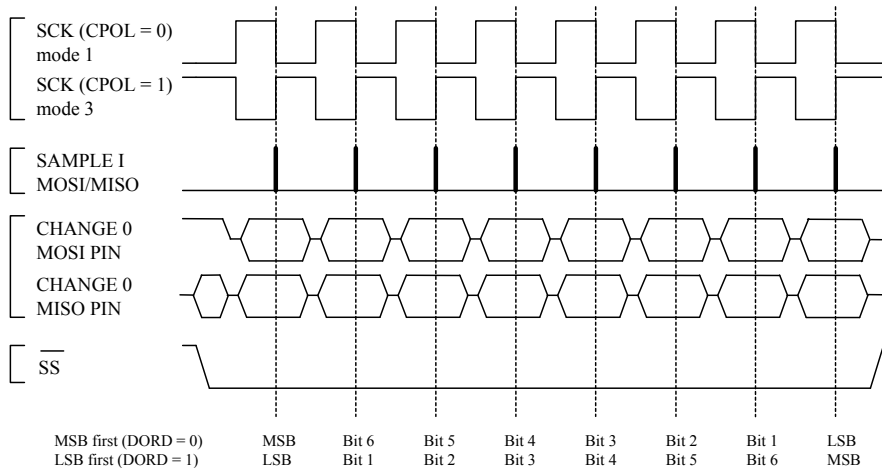 SCK (CPOL = 0)
mode 1
SCK (CPOL = 1)
mode 3
SAMPLE I
MOSI/MISO
CHANGE 0
MOSI PIN
CHANGE 0
MISO PIN
SS
MSB first (DORD = 0) MSB Bit 6 Bit 5 Bit 4 Bit 3 Bit 2 Bit 1 LSB
LSB first (DORD = 1) LSB Bit 1 Bit 2 Bit 3 Bit 4 Bit 5 Bit 6 MSB